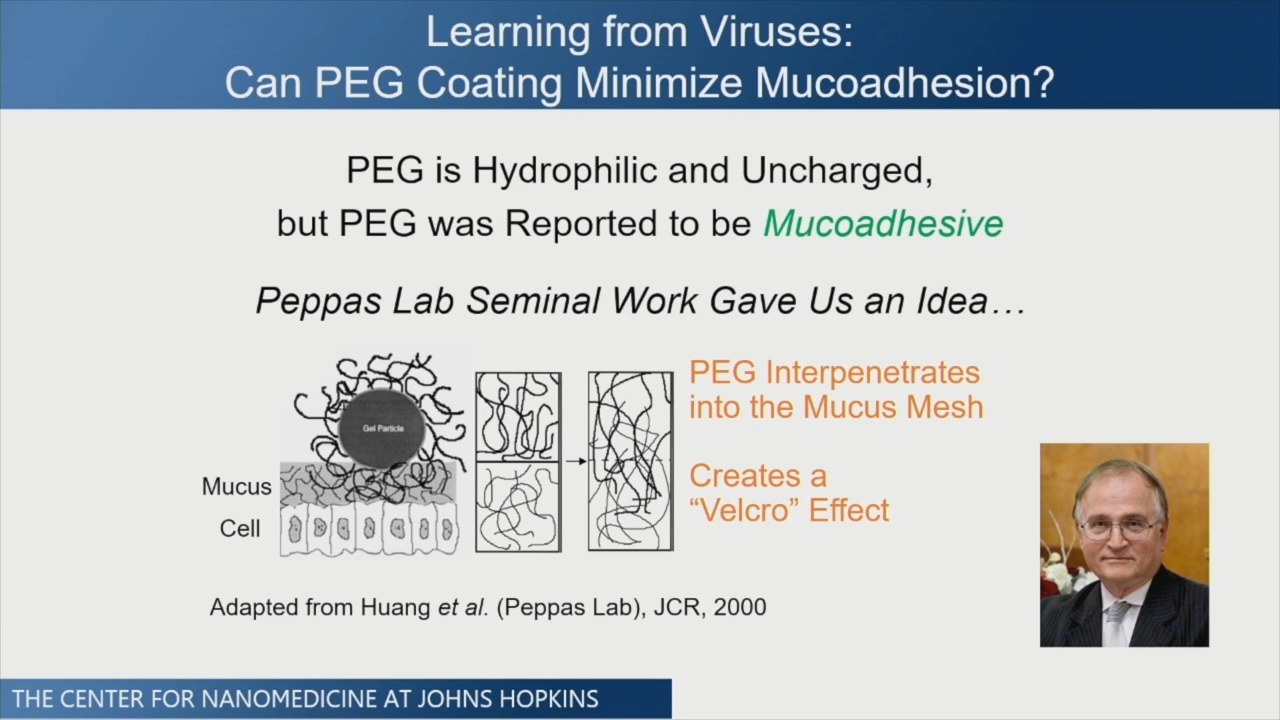 Learning from Viruses:
Can PEG Coating Minimize Mucoadhesion?
PEG is Hydrophilic and Uncharged,
but PEG was Reported to be Mucoadhesive
Peppas Lab Seminal Work Gave Us an Idea…
Gel Particle
Mucus
Cell
PEG Interpenetrates
into the Mucus Mesh
Creates a
“Velcro” Effect
Adapted from Huang et al. (Peppas Lab), JCR, 2000
THE CENTER FOR NANOMEDICINE AT JOHNS HOPKINS